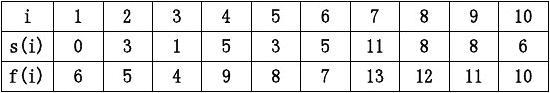 i 1 2 3 4 5 6 7 8 9 10
s(i) 0 3 1 5 3 5 11 8 8 6
f(i) 6 5 4 9 8 7 13 12 11 10